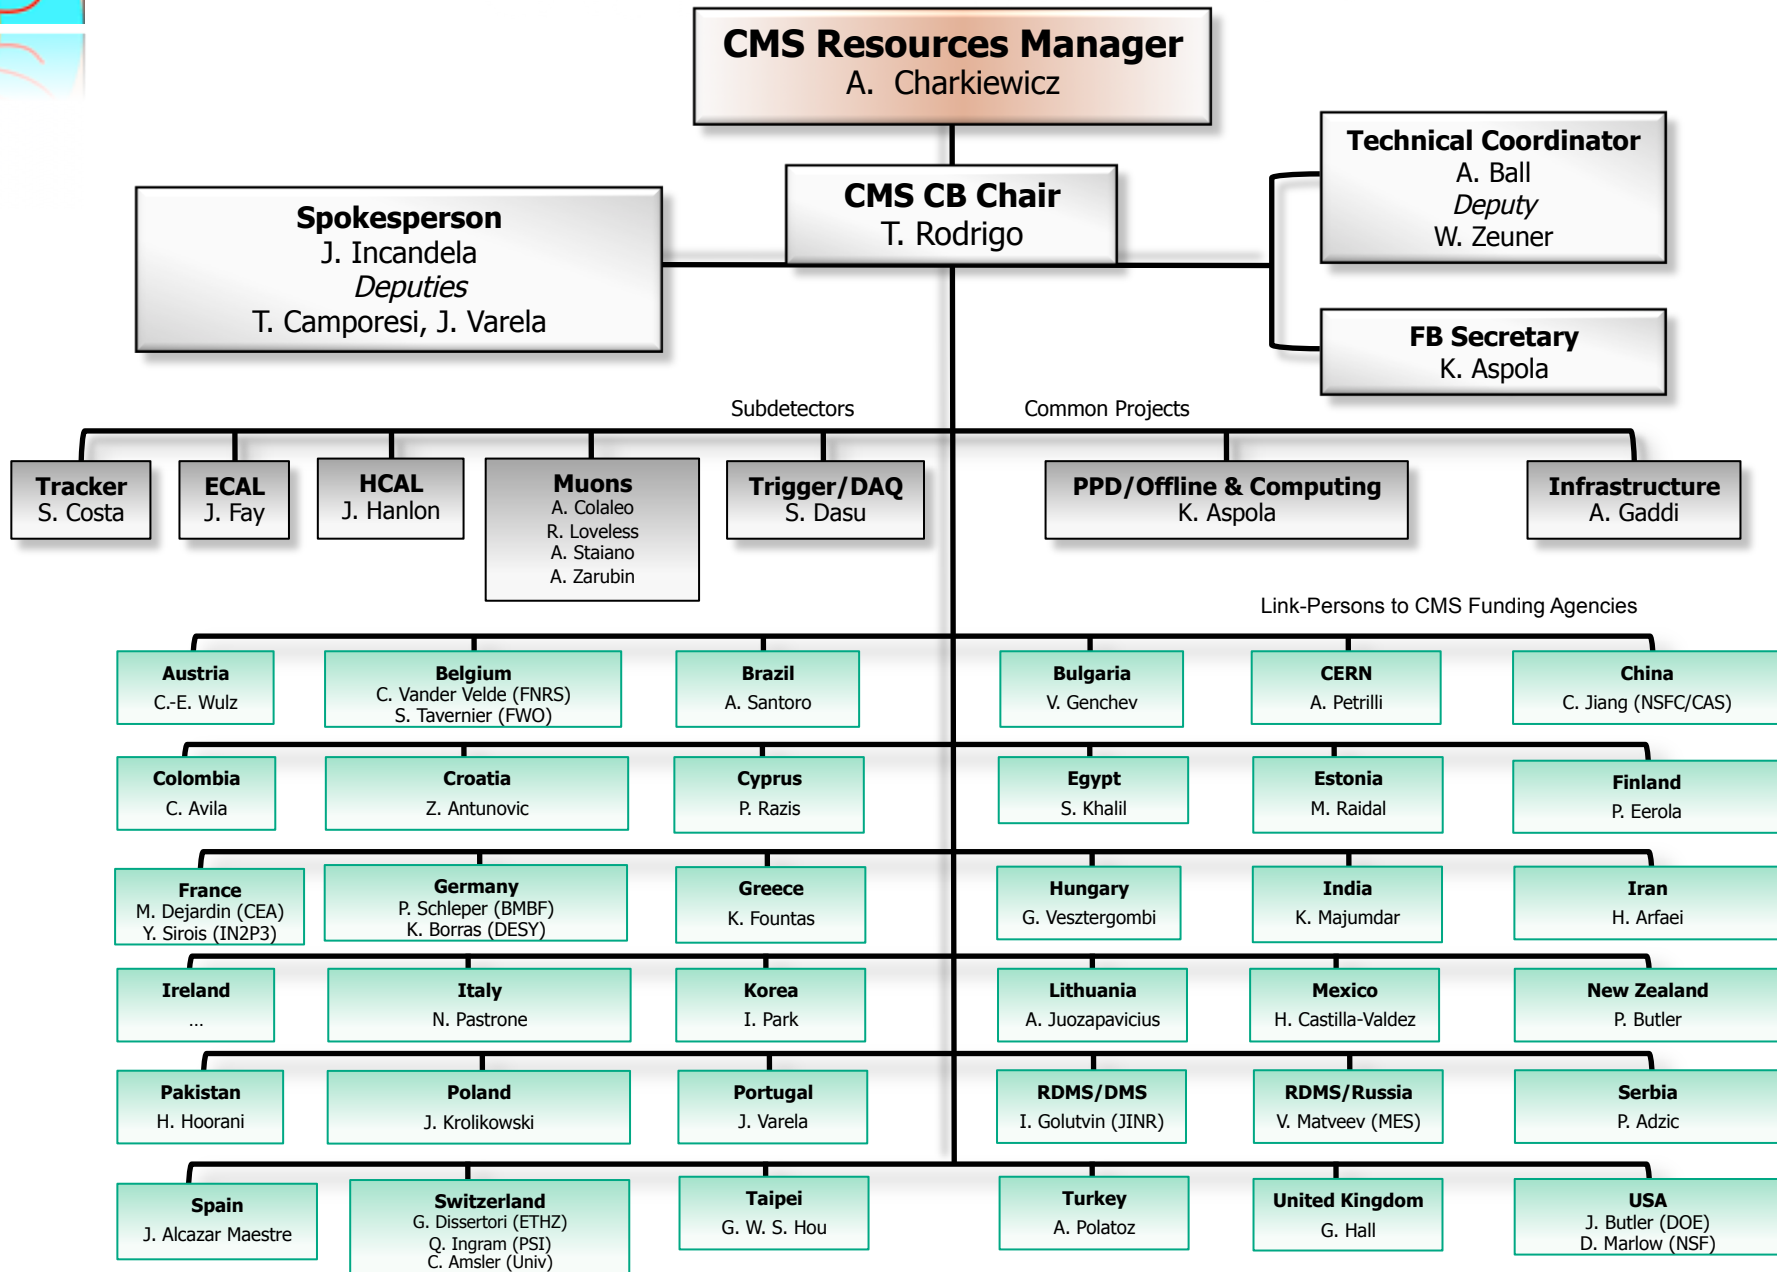 CMS Resources Manager
A. Charkiewicz
CMS CB Chair
T. Rodrigo
Spokesperson
J. Incandela
Deputies
T. Camporesi, J. Varela
Technical Coordinator
A. Ball
Deputy
W. Zeuner
FB Secretary
K. Aspola
Subdetectors
Common Projects
Tracker
S. Costa
ECAL
J. Fay
HCAL
J. Hanlon
Muons
A. Colaleo
R. Loveless
A. Staiano
A. Zarubin
Trigger/DAQ
S. Dasu
PPD/Offline & Computing
K. Aspola
Infrastructure
A. Gaddi
Link-Persons to CMS Funding Agencies
Austria
C.-E. Wulz
Belgium
C. Vander Velde (FNRS)
S. Tavernier (FWO)
Brazil
A. Santoro
Bulgaria
V. Genchev
CERN
A. Petrilli
China
C. Jiang (NSFC/CAS)
Colombia
C. Avila
Croatia
Z. Antunovic
Cyprus
P. Razis
Egypt
S. Khalil
Estonia
M. Raidal
Finland
P. Eerola
France
M. Dejardin (CEA)
Y. Sirois (IN2P3)
Germany
P. Schleper (BMBF)
K. Borras (DESY)
Greece
K. Fountas
Hungary
G. Vesztergombi
India
K. Majumdar
Iran
H. Arfaei
Ireland
...
Italy
N. Pastrone
Korea
I. Park
Lithuania
A. Juozapavicius
Mexico
H. Castilla-Valdez
New Zealand
P. Butler
Pakistan
H. Hoorani
Poland
J. Krolikowski
Portugal
J. Varela
RDMS/DMS
I. Golutvin (JINR)
RDMS/Russia
V. Matveev (MES)
Serbia
P. Adzic
Spain
J. Alcazar Maestre
Switzerland
G. Dissertori (ETHZ)
Q. Ingram (PSI)
C. Amsler (Univ)
Taipei
G. W. S. Hou
Turkey
A. Polatoz
United Kingdom
G. Hall
USA
J. Butler (DOE)
D. Marlow (NSF)